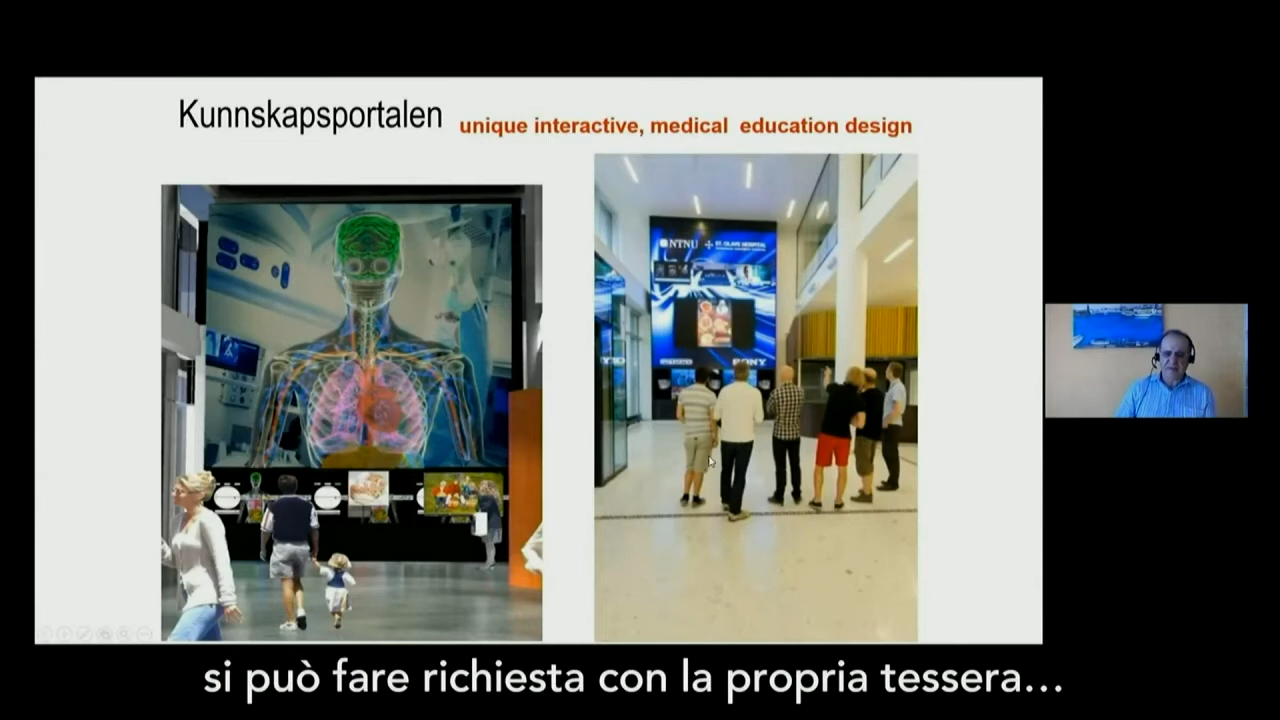 Kunnskapsportalen
unique interactive, medical education design
NTNU
ST. OLAVS HOSPITAL
SONY
si può fare richiesta con la propria tessera…